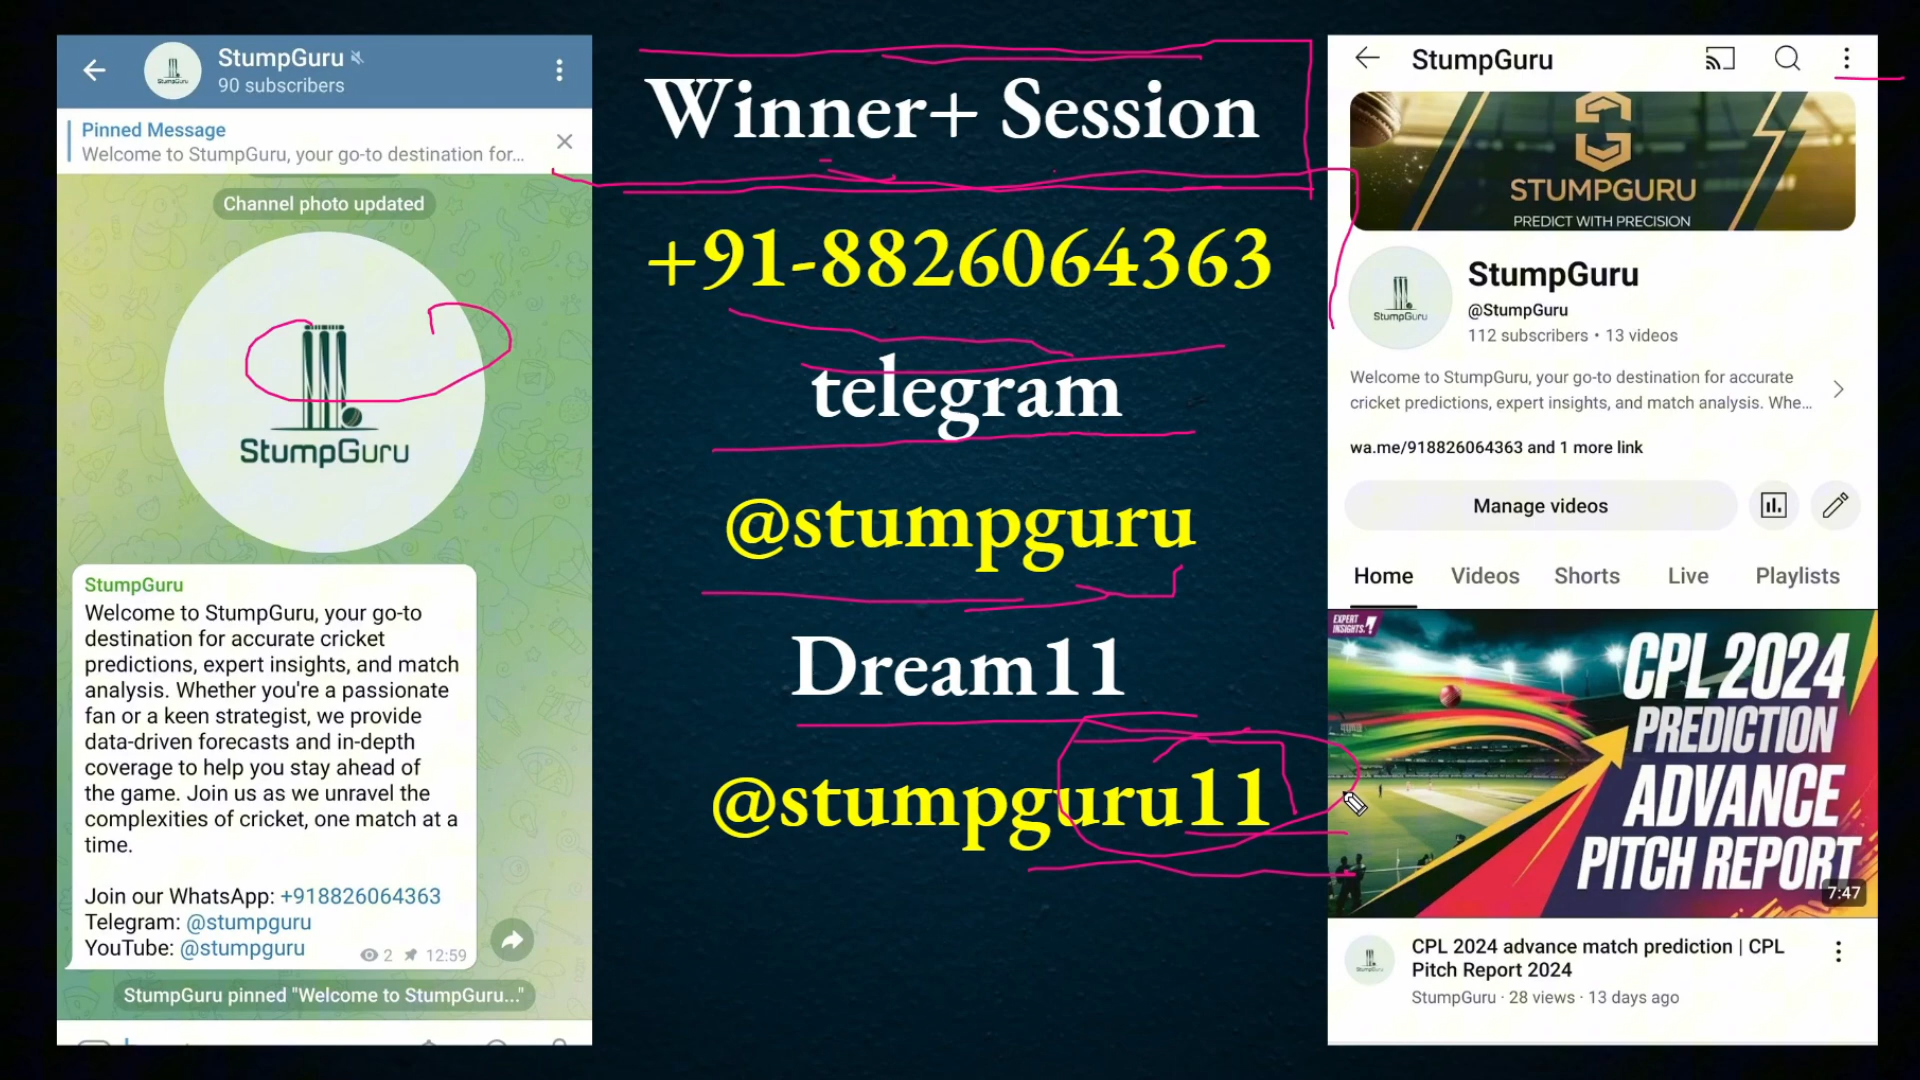 StumpGuru
90 subscribers
Pinned Message
Welcome to StumpGuru, your go-to destination for...
Channel photo updated
StumpGuru
StumpGuru
Welcome to StumpGuru, your go-to
destination for accurate cricket
predictions, expert insights, and match
analysis. Whether you're a passionate
fan or a keen strategist, we provide
data-driven forecasts and in-depth
coverage to help you stay ahead of
the game. Join us as we unravel the
complexities of cricket, one match at a
time.
Join our WhatsApp: +918826064363
Telegram: @stumpguru
YouTube: @stumpguru
2 12:59
StumpGuru pinned "Welcome to StumpGuru..."
Winner+ Session
+91-8826064363
telegram
@stumpguru
Dream11
@stumpguru11
StumpGuru
STUMPGURU
PREDICT WITH PRECISION
StumpGuru
StumpGuru
@StumpGuru
112 subscribers • 13 videos
Welcome to StumpGuru, your go-to destination for accurate
cricket predictions, expert insights, and match analysis. Whe...
wa.me/918826064363 and 1 more link
Manage videos
Home Videos Shorts Live Playlists
EXPERT
INSIGHTS!
CPL 2024
PREDICTION
ADVANCE
PITCH REPORT
7:47
CPL 2024 advance match prediction | CPL
Pitch Report 2024
StumpGuru · 28 views · 13 days ago